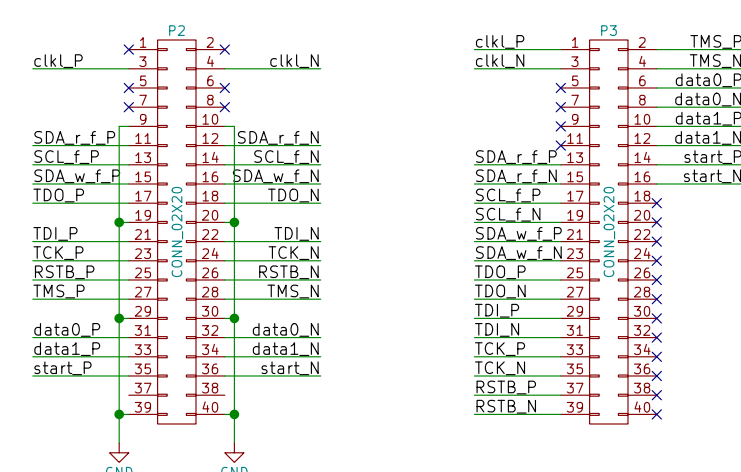 P2
1 2
clkl_P 3 4 clkl_N
5 6
7 8
9 10
SDA_r_f_P 11 12 SDA_r_f_N
SCL_f_P 13 14 SCL_f_N
SDA_w_f_P 15 16 SDA_w_f_N
TDO_P 17 18 TDO_N
19 20
TDI_P 21 22 TDI_N
TCK_P 23 24 TCK_N
RSTB_P 25 26 RSTB_N
TMS_P 27 28 TMS_N
29 30
data0_P 31 32 data0_N
data1_P 33 34 data1_N
start_P 35 36 start_N
37 38
39 40
CONN_02X20
GND GND
P3
clkl_P 1 2 TMS_P
clkl_N 3 4 TMS_N
5 6 data0_P
7 8 data0_N
9 10 data1_P
11 12 data1_N
SDA_r_f_P 13 14 start_P
SDA_r_f_N 15 16 start_N
SCL_f_P 17 18
SCL_f_N 19 20
SDA_w_f_P 21 22
SDA_w_f_N 23 24
TDO_P 25 26
TDO_N 27 28
TDI_P 29 30
TDI_N 31 32
TCK_P 33 34
TCK_N 35 36
RSTB_P 37 38
RSTB_N 39 40
CONN_02X20